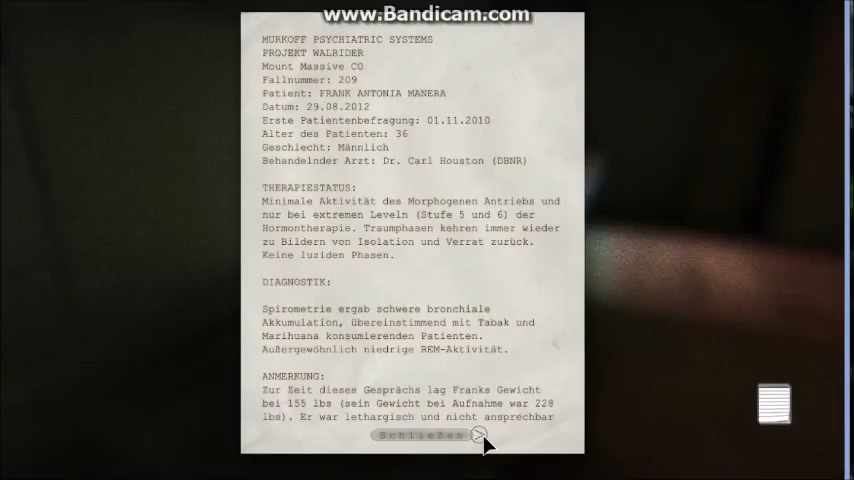 www.Bandicam.com
MURKOFF PSYCHIATRIC SYSTEMS
PROJEKT WALRIDER
Mount Massive CO
Fallnummer: 209
Patient: FRANK ANTONIA MANERA
Datum: 29.08.2012
Erste Patientenbefragung: 01.11.2010
Alter des Patienten: 36
Geschlecht: Männlich
Behandelnder Arzt: Dr. Carl Houston (DBNR)
THERAPIESTATUS:
Minimale Aktivität des Morphogenen Antriebs und
nur bei extremen Leveln (Stufe 5 und 6) der
Hormontherapie. Traumphasen kehren immer wieder
zu Bildern von Isolation und Verrat zurück.
Keine luziden Phasen.
DIAGNOSTIK:
Spirometrie ergab schwere bronchiale
Akkumulation, übereinstimmend mit Tabak und
Marihuana konsumierenden Patienten.
Außergewöhnlich niedrige REM-Aktivität.
ANMERKUNG:
Zur Zeit dieses Gesprächs lag Franks Gewicht
bei 155 lbs (sein Gewicht bei Aufnahme war 228
lbs). Er war lethargisch und nicht ansprechbar
Schließen >